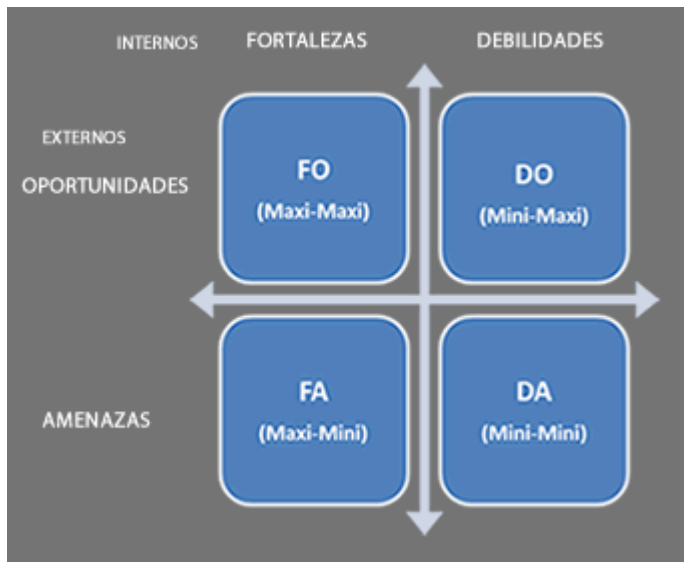 INTERNOS FORTALEZAS DEBILIDADES
EXTERNOS
OPORTUNIDADES
FO
(Maxi-Maxi)
DO
(Mini-Maxi)
AMENAZAS
FA
(Maxi-Mini)
DA
(Mini-Mini)